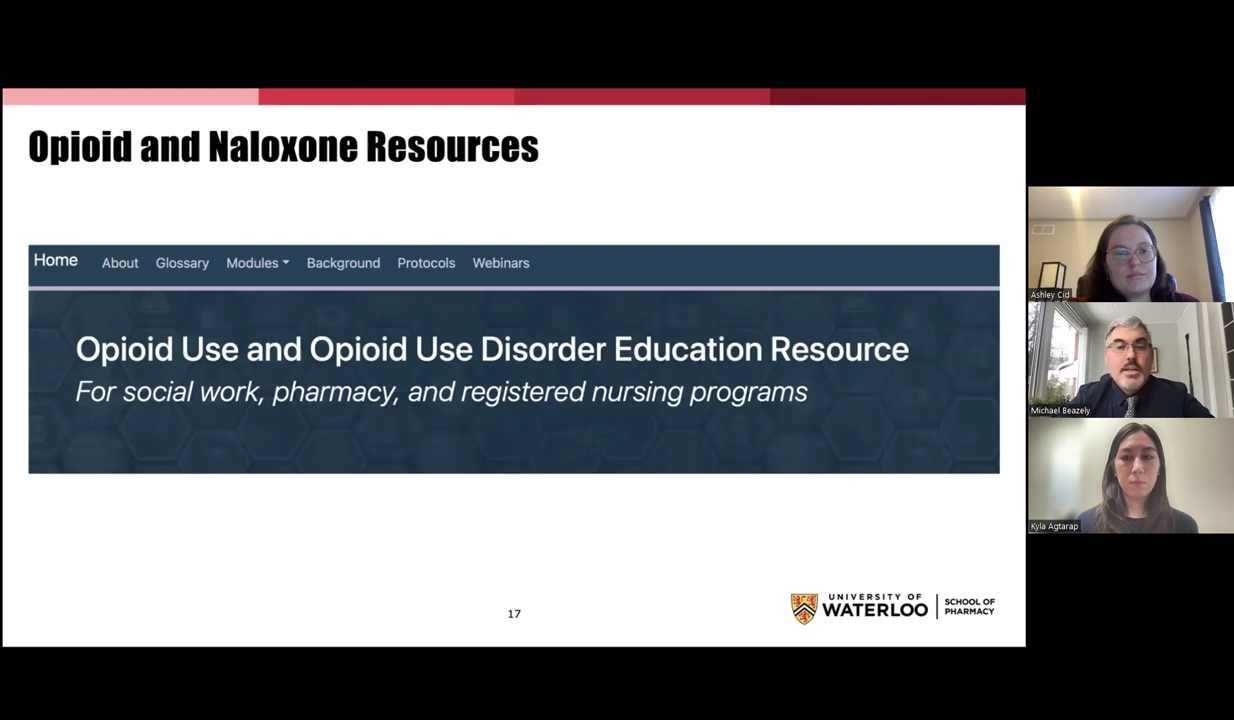 Opioid and Naloxone Resources
Home About Glossary Modules Background Protocols Webinars
Opioid Use and Opioid Use Disorder Education Resource
For social work, pharmacy, and registered nursing programs
17
UNIVERSITY OF
WATERLOO
SCHOOL OF
PHARMACY
Ashley Cid
Michael Beazely
Kyla Agtarap